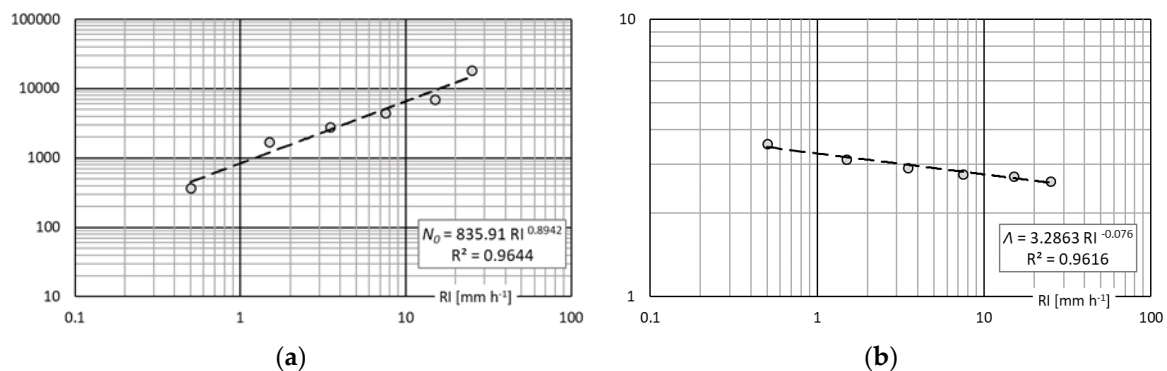 100000
10000
1000
100
10
0.1
1
10
100
RI [mm h-1]
N0 = 835.91 RI 0.8942
R² = 0.9644
(a)
10
1
0.1
1
10
100
Λ = 3.2863 RI -0.076
R² = 0.9616
RI [mm h-1]
(b)